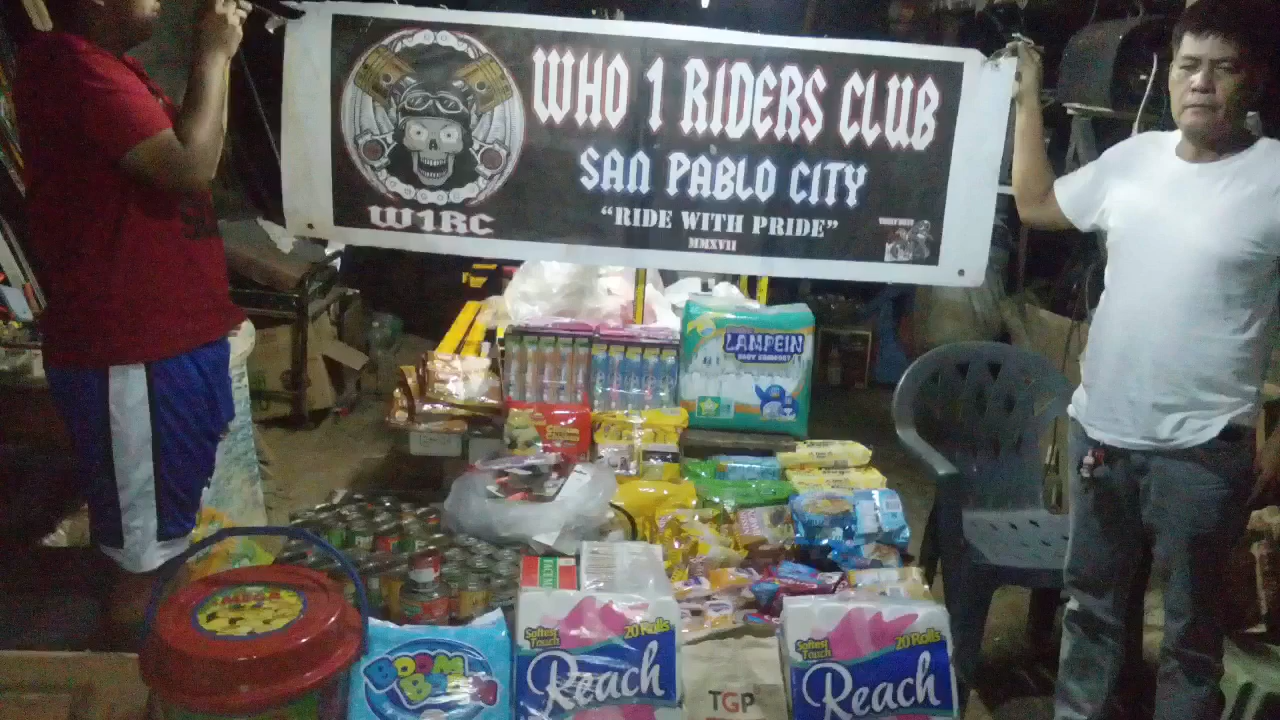 WHO 1 RIDERS CLUB
SAN PABLO CITY
"RIDE WITH PRIDE"
MMXVII
W1RC
LAMPEIN
BOOM
Softest Touch
20 Rolls
Reach
TGP
Softest Touch
20 Rolls
Reach